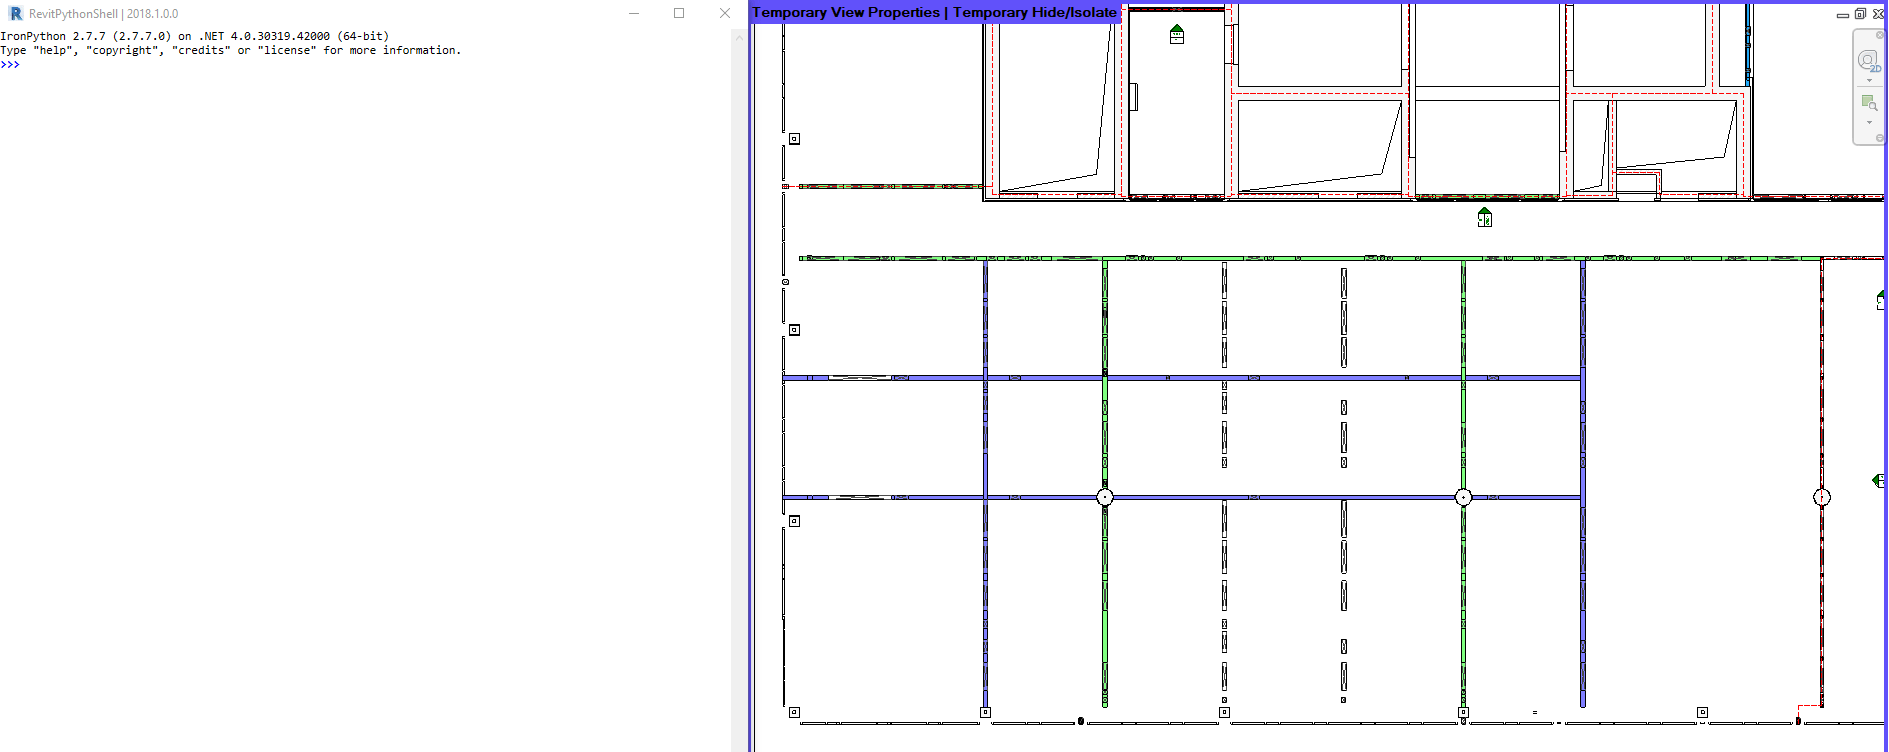 RevitPythonShell | 2018.1.0.0
IronPython 2.7.7 (2.7.7.0) on .NET 4.0.30319.42000 (64-bit)
Type "help", "copyright", "credits" or "license" for more information.
>>>
Temporary View Properties | Temporary Hide/Isolate
2D